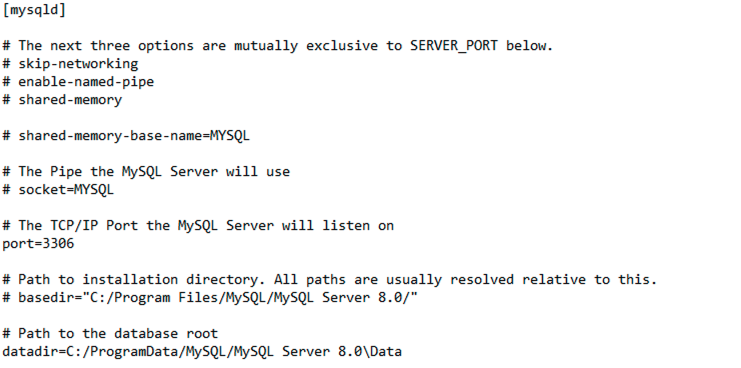 [mysqld]
# The next three options are mutually exclusive to SERVER_PORT below.
# skip-networking
# enable-named-pipe
# shared-memory
# shared-memory-base-name=MYSQL
# The Pipe the MySQL Server will use
# socket=MYSQL
# The TCP/IP Port the MySQL Server will listen on
port=3306
# Path to installation directory. All paths are usually resolved relative to this.
# basedir="C:/Program Files/MySQL/MySQL Server 8.0/"
# Path to the database root
datadir=C:/ProgramData/MySQL/MySQL Server 8.0\Data